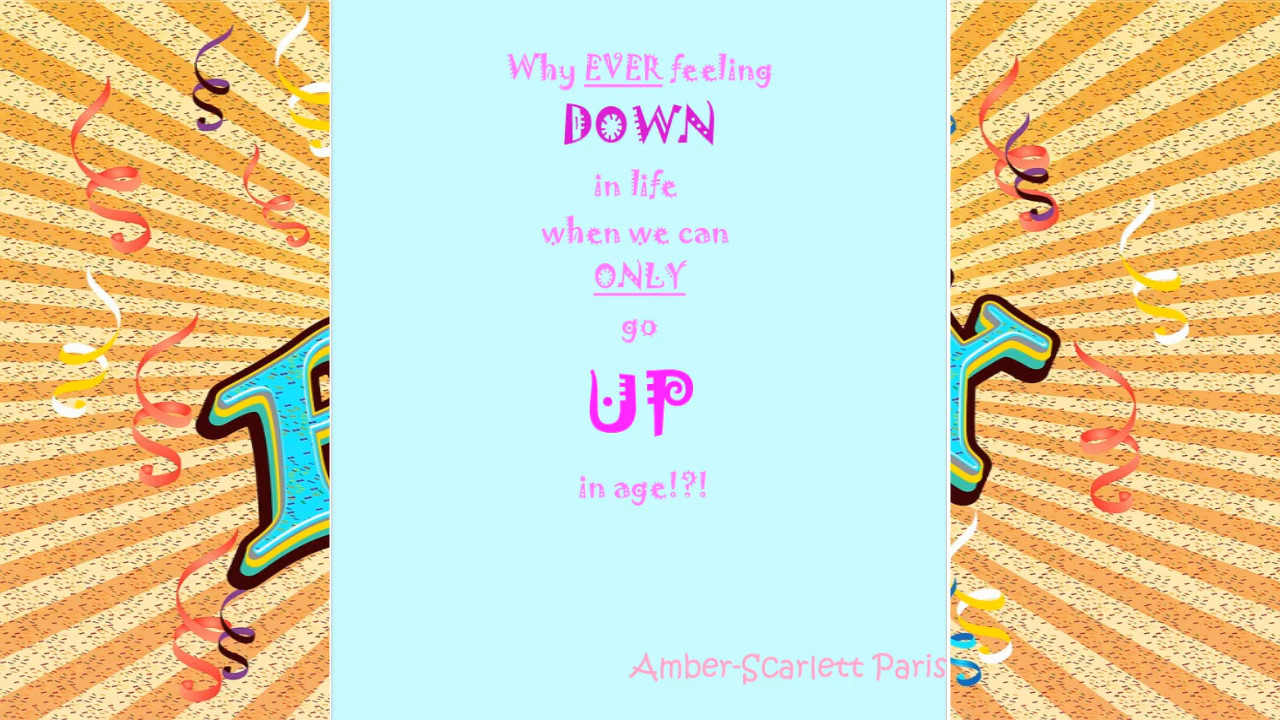 Why EVER feeling
DOWN
in life
when we can
ONLY
go
UP
in age!?!
Amber-Scarlett Paris